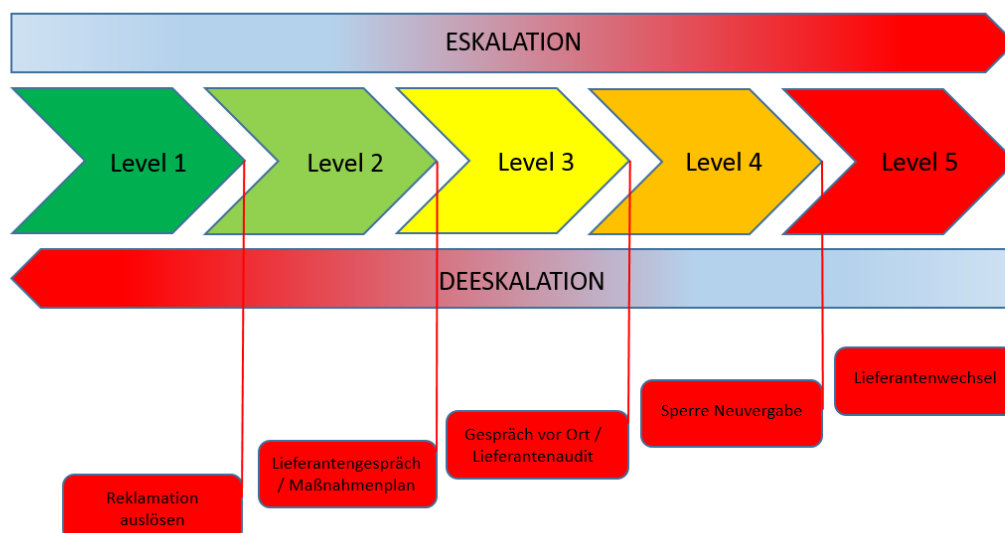 ESKALATION
Level 1
Level 2
Level 3
Level 4
Level 5
DEESKALATION
Lieferantenwechsel
Sperre Neuvergabe
Gespräch vor Ort /
Lieferantenaudit
Lieferantengespräch
/ Maßnahmenplan
Reklamation
auslösen